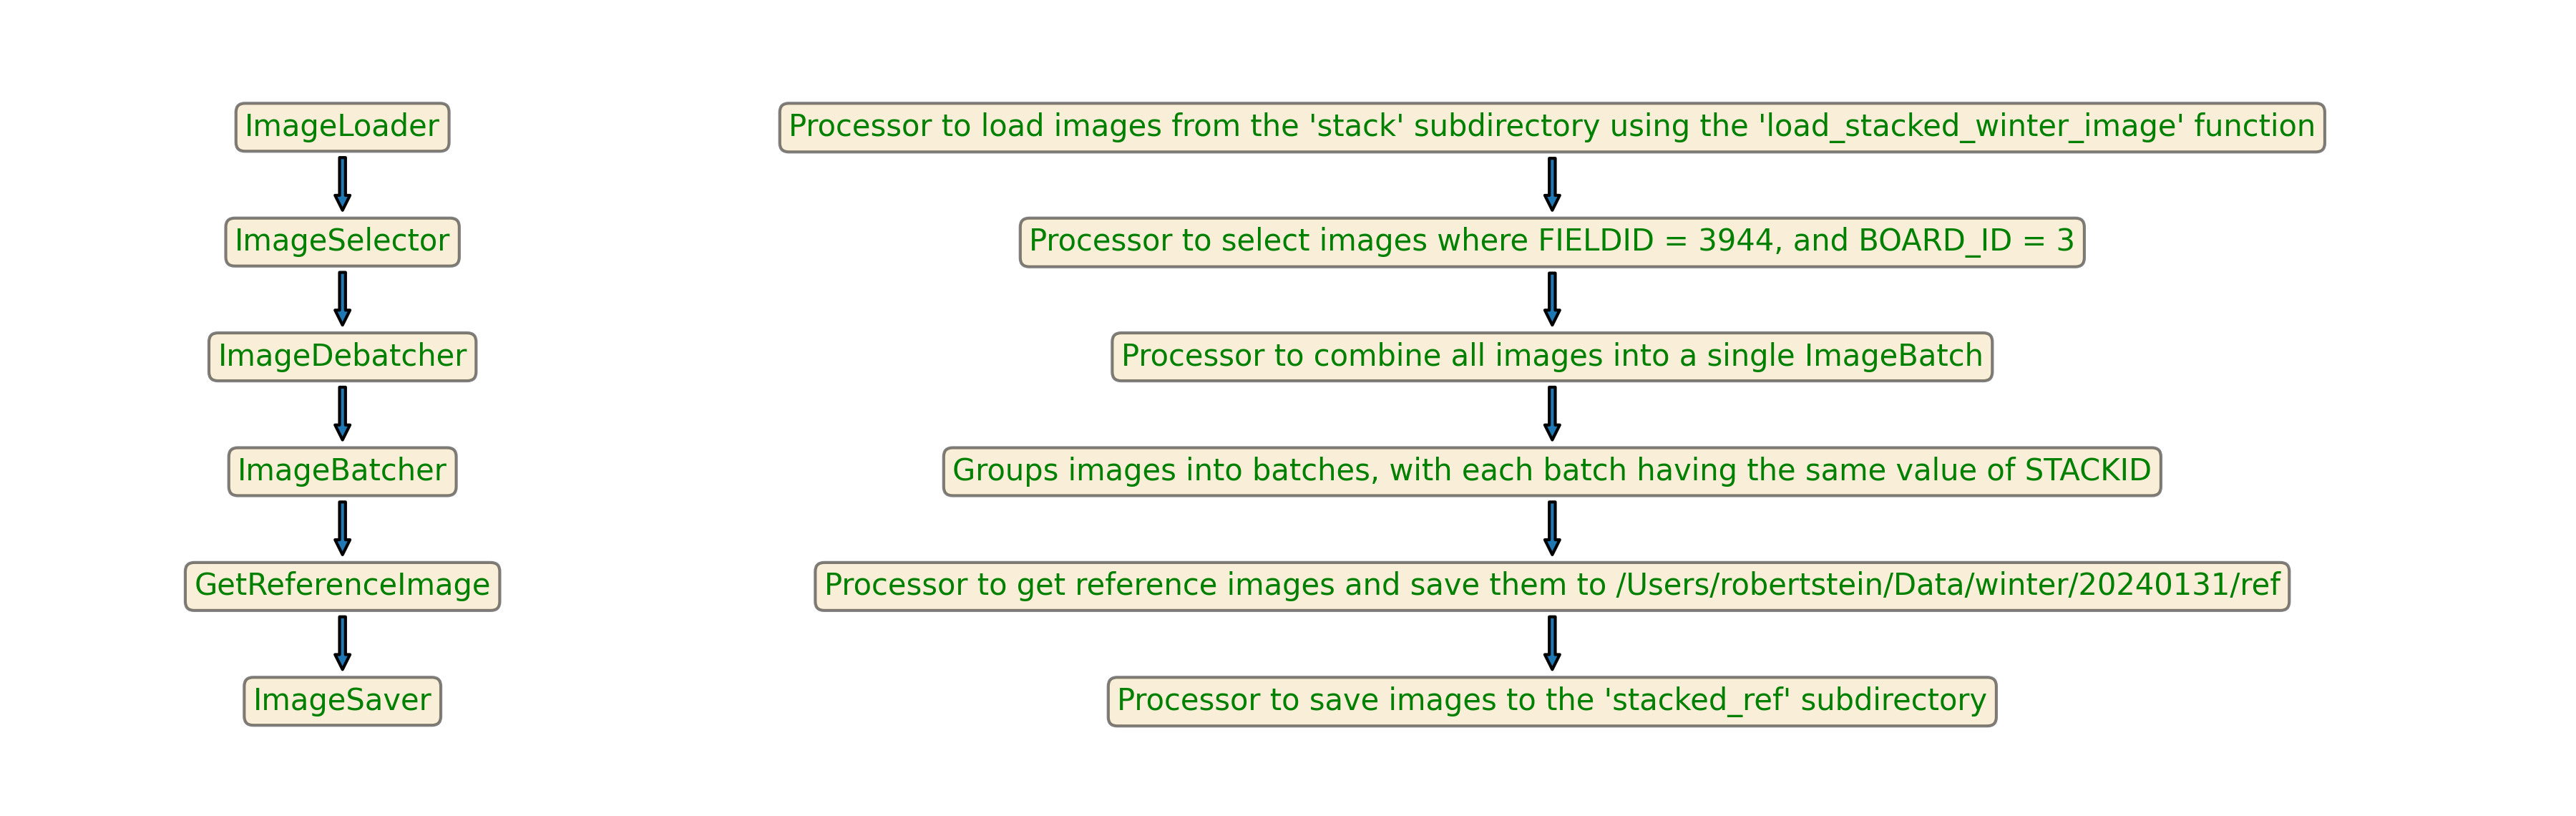 ImageLoader
Processor to load images from the 'stack' subdirectory using the 'load_stacked_winter_image' function
ImageSelector
Processor to select images where FIELDID = 3944, and BOARD_ID = 3
ImageDebatcher
Processor to combine all images into a single ImageBatch
ImageBatcher
Groups images into batches, with each batch having the same value of STACKID
GetReferenceImage
Processor to get reference images and save them to /Users/robertstein/Data/winter/20240131/ref
ImageSaver
Processor to save images to the 'stacked_ref' subdirectory